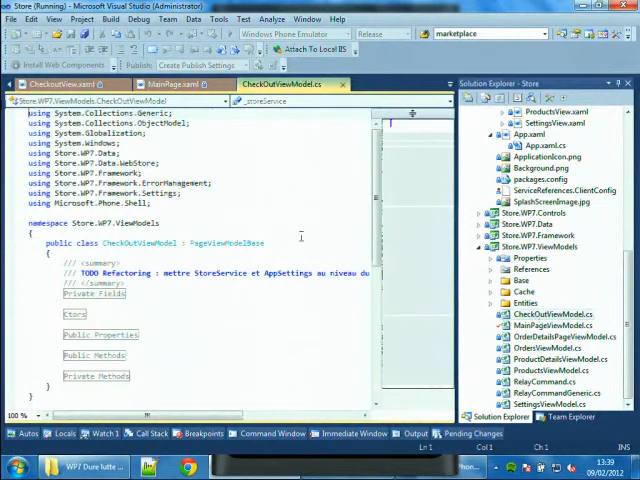 Store (Running) - Microsoft Visual Studio (Administrator)
File Edit View Project Build Debug Team Data Tools Test Analyze Window Help
Windows Phone Emulator Release marketplace
Attach To Local IIS
Install Web Components Publish: Create Publish Settings
CheckoutView.xaml MainPage.xaml CheckOutViewModel.cs
Store.WP7.ViewModels.CheckOutViewModel _storeService
using System.Collections.Generic;
using System.Collections.ObjectModel;
using System.Globalization;
using System.Windows;
using Store.WP7.Data;
using Store.WP7.Data.WebStore;
using Store.WP7.Framework;
using Store.WP7.Framework.ErrorManagement;
using Store.WP7.Framework.Settings;
using Microsoft.Phone.Shell;
namespace Store.WP7.ViewModels
{
public class CheckOutViewModel : PageViewModelBase
{
/// <summary>
/// TODO Refactoring : mettre StoreService et AppSettings au niveau du
/// </summary>
Private Fields
Ctors
Public Properties
Public Methods
Private Methods
}
}
100 %
Solution Explorer - Store
ProductsView.xaml
SettingsView.xaml
App.xaml
App.xaml.cs
ApplicationIcon.png
Background.png
packages.config
ServiceReferences.ClientConfig
SplashScreenImage.jpg
Store.WP7.Controls
Store.WP7.Data
Store.WP7.Framework
Store.WP7.ViewModels
Properties
References
Base
Cache
Entities
CheckOutViewModel.cs
MainPageViewModel.cs
OrderDetailsPageViewModel.cs
OrdersViewModel.cs
ProductDetailsViewModel.cs
ProductsViewModel.cs
RelayCommand.cs
RelayCommandGeneric.cs
SettingsViewModel.cs
Solution Explorer Team Explorer
Autos Locals Watch 1 Call Stack Breakpoints Command Window Immediate Window Output Pending Changes
Ln 1 Col 1 Ch 1 INS
WP7 Dure lutte ...
13:39
09/02/2012